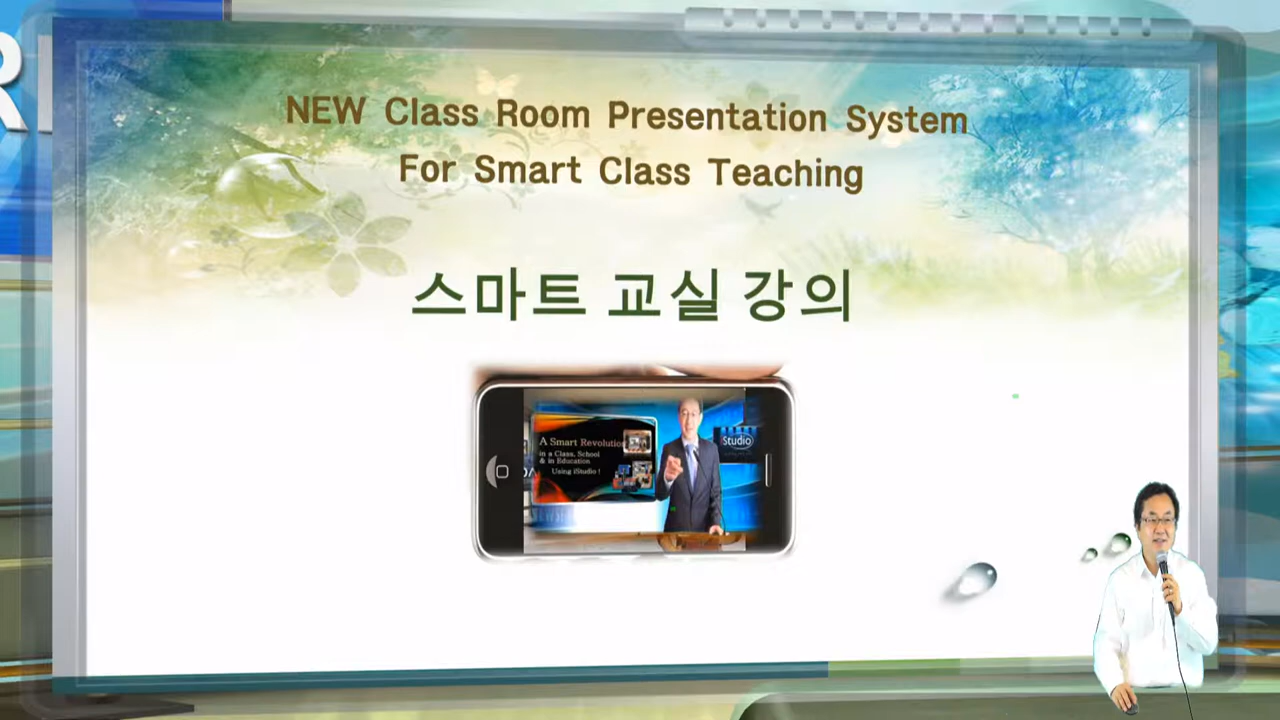 NEW Class Room Presentation System
For Smart Class Teaching
스마트 교실 강의
A Smart Revolution
in a Class, School
& in Education
Using iStudio !
Studio